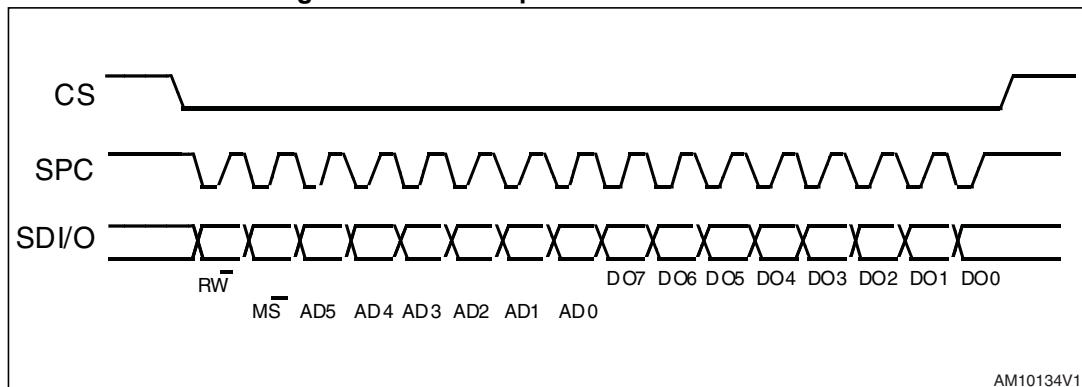 CS
SPC
SDI/O
RW
DO7 DO6 DO5 DO4 DO3 DO2 DO1 DO0
MS AD5 AD4 AD3 AD2 AD1 AD0
AM10134V1